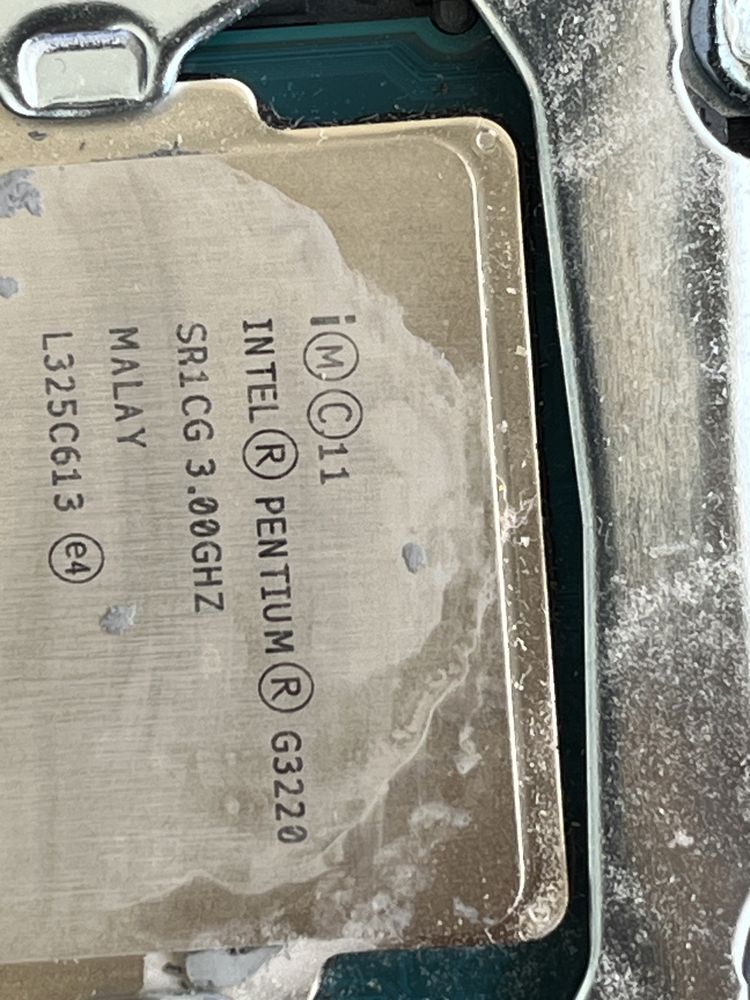 i Ⓜ Ⓒ 11
INTEL Ⓡ PENTIUM Ⓡ G3220
SR1CG 3.00GHZ
MALAY
L325C613 ⓔ4